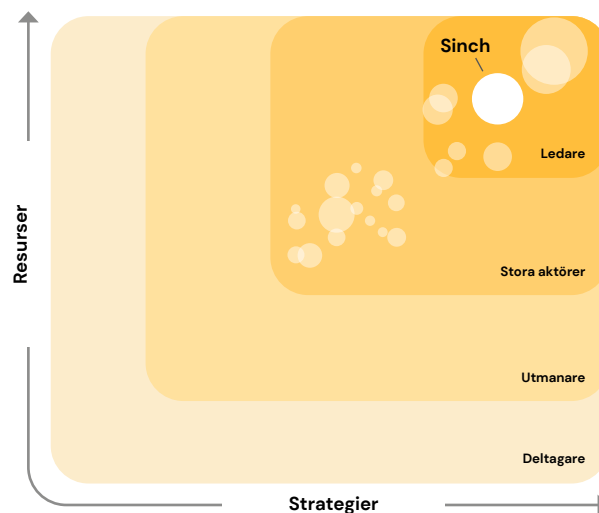 Sinch
Ledare
Resurser
Stora aktörer
Utmanare
Deltagare
Strategier